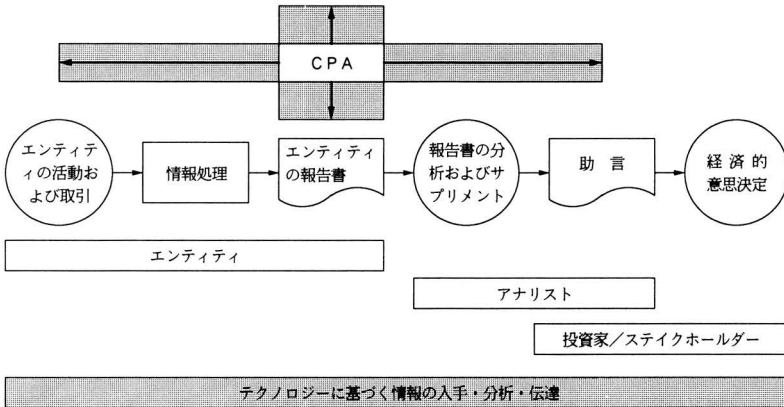 CPA
エンティテ
ィの活動お
よび取引
情報処理
エンティティ
の報告書
報告書の分
析およびサ
プリメント
助 言
経 済 的
意思決定
エンティティ
アナリスト
投資家／ステイクホールダー
テクノロジーに基づく情報の入手・分析・伝達